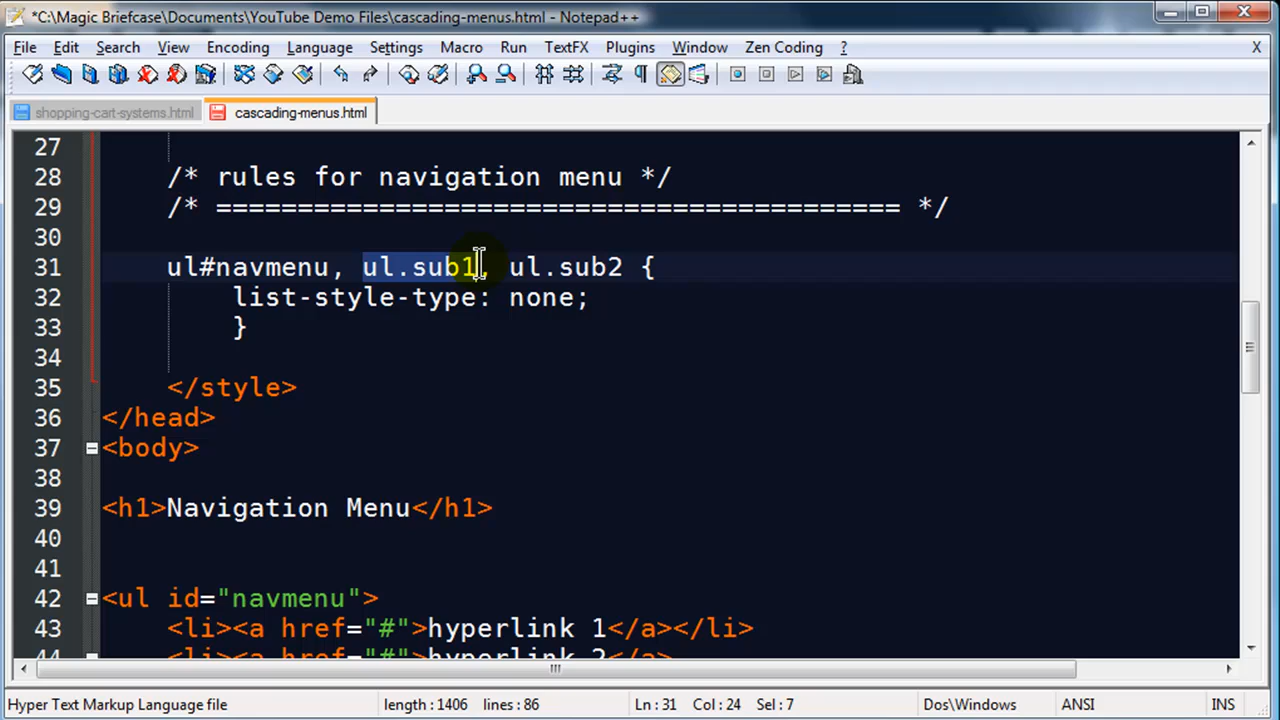 *C:\Magic Briefcase\Documents\YouTube Demo Files\cascading-menus.html - Notepad++
File Edit Search View Encoding Language Settings Macro Run TextFX Plugins Window Zen Coding ? X
shopping-cart-systems.html cascading-menus.html
27
28 /* rules for navigation menu */
29 /* ========================================== */
30
31 ul#navmenu, ul.sub1, ul.sub2 {
32 list-style-type: none;
33 }
34
35 </style>
36 </head>
37 <body>
38
39 <h1>Navigation Menu</h1>
40
41
42 <ul id="navmenu">
43 <li><a href="#">hyperlink 1</a></li>
44 <li><a href="#">hyperlink 2</a>
Hyper Text Markup Language file length : 1406 lines : 86 Ln : 31 Col : 24 Sel : 7 Dos\Windows ANSI INS